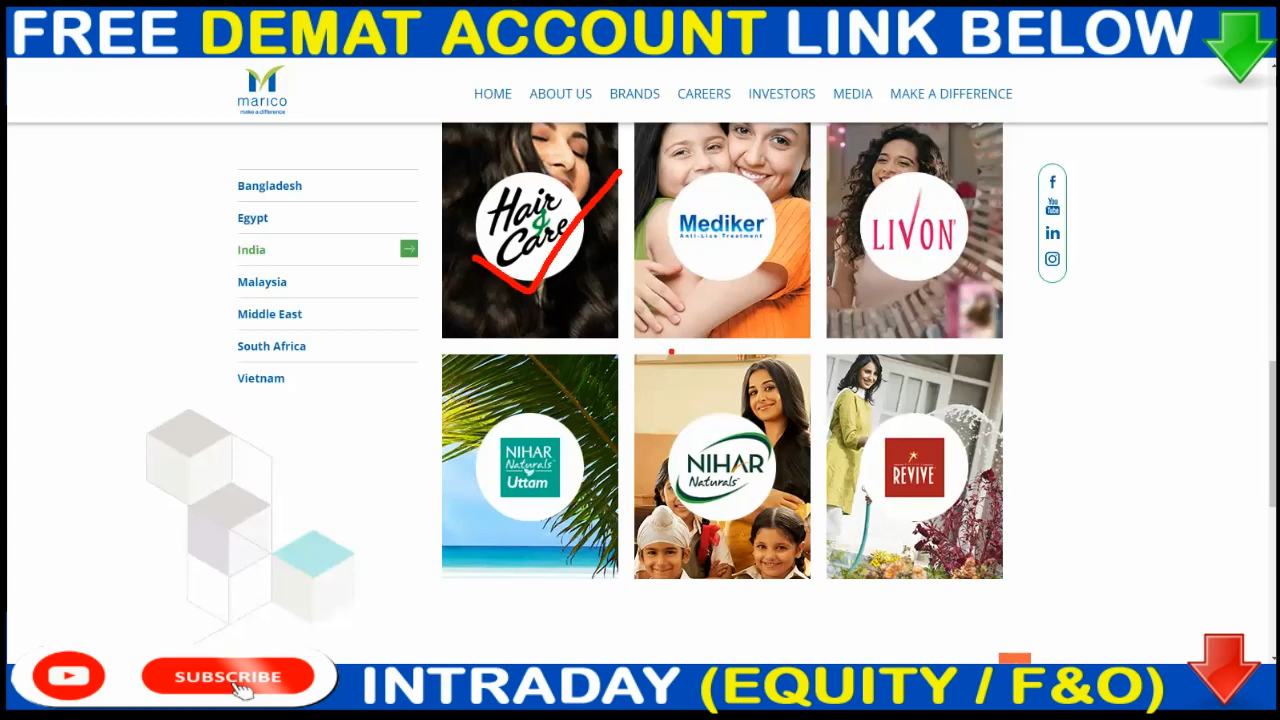 FREE DEMAT ACCOUNT LINK BELOW
marico
make a difference
HOME ABOUT US BRANDS CAREERS INVESTORS MEDIA MAKE A DIFFERENCE
Bangladesh
Egypt
India
Malaysia
Middle East
South Africa
Vietnam
Hair
&
Care
Mediker
Anti-Lice Treatment
LIVON
You
Tube
in
NIHAR
Naturals
Uttam
NIHAR
Naturals
REVIVE
SUBSCRIBE
INTRADAY (EQUITY / F&O)